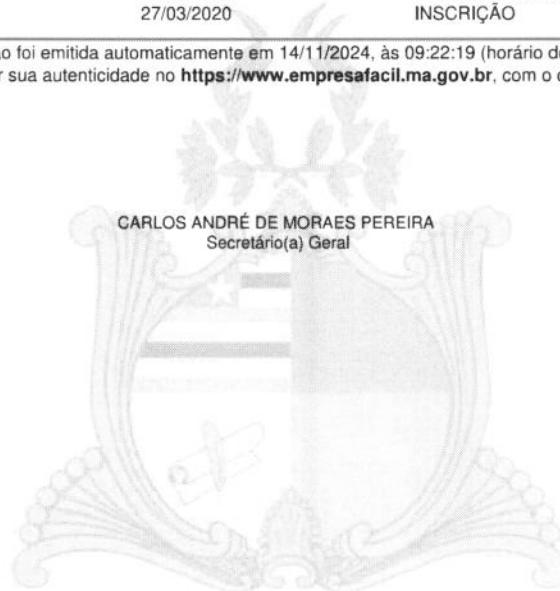 27/03/2020 INSCRIÇÃO
o foi emitida automaticamente em 14/11/2024, às 09:22:19 (horário d
r sua autenticidade no https://www.empresafacil.ma.gov.br, com o
CARLOS ANDRÉ DE MORAES PEREIRA
Secretário(a) Geral